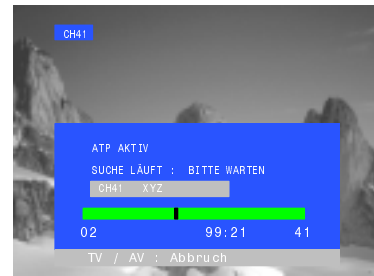 CH41
ATP AKTIV
SUCHE LÄUFT : BITTE WARTEN
CH41 XYZ
02 99:21 41
TV / AV : Abbruch